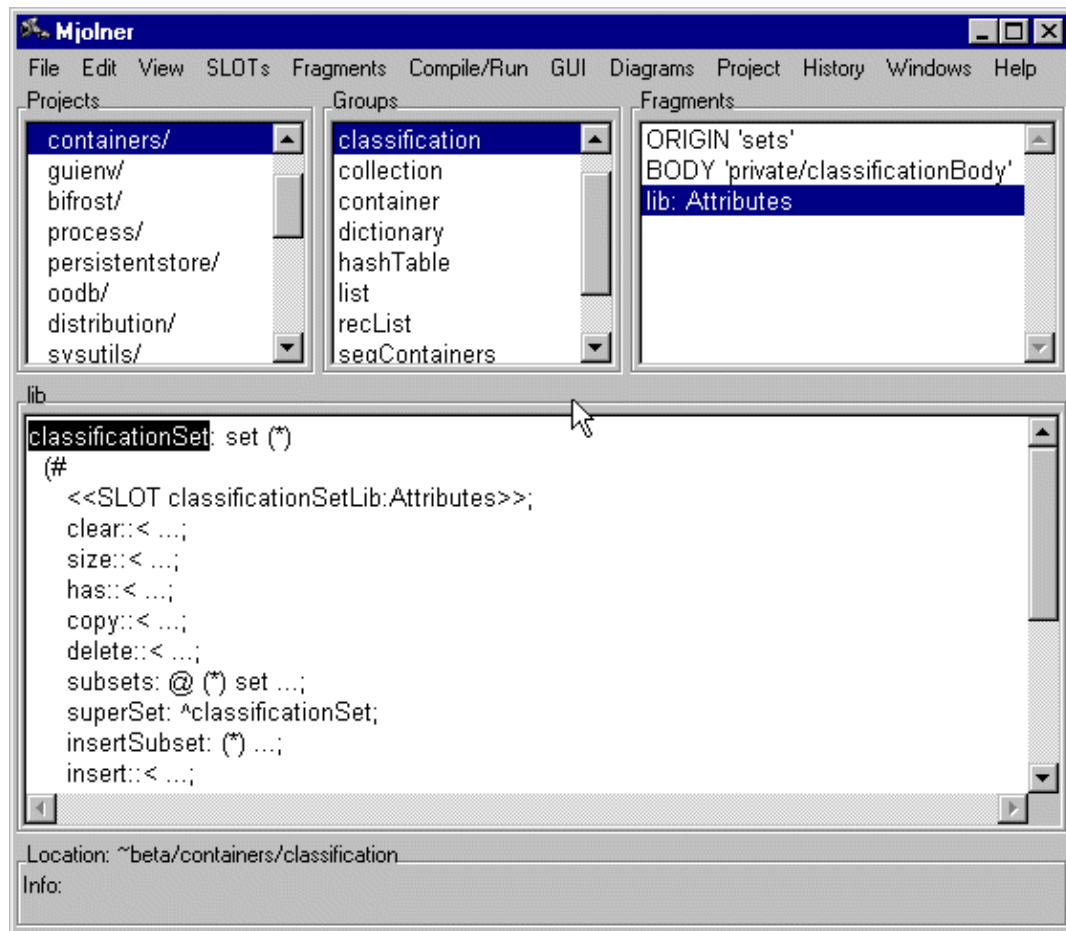 Mjolner
File Edit View SLOTs Fragments Compile/Run GUI Diagrams Project History Windows Help
Projects
containers/
guienv/
bifrost/
process/
persistentstore/
oodb/
distribution/
sysutils/
Groups
classification
collection
container
dictionary
hashTable
list
recList
seqContainers
Fragments
ORIGIN 'sets'
BODY 'private/classificationBody'
lib: Attributes
lib
classificationSet: set (*)
(#
<<SLOT classificationSetLib:Attributes>>;
clear::< ...;
size::< ...;
has::< ...;
copy::< ...;
delete::< ...;
subsets: @ (*) set ...;
superSet: ^classificationSet;
insertSubset: (*) ...;
insert::< ...;
Location: ~beta/containers/classification
Info: